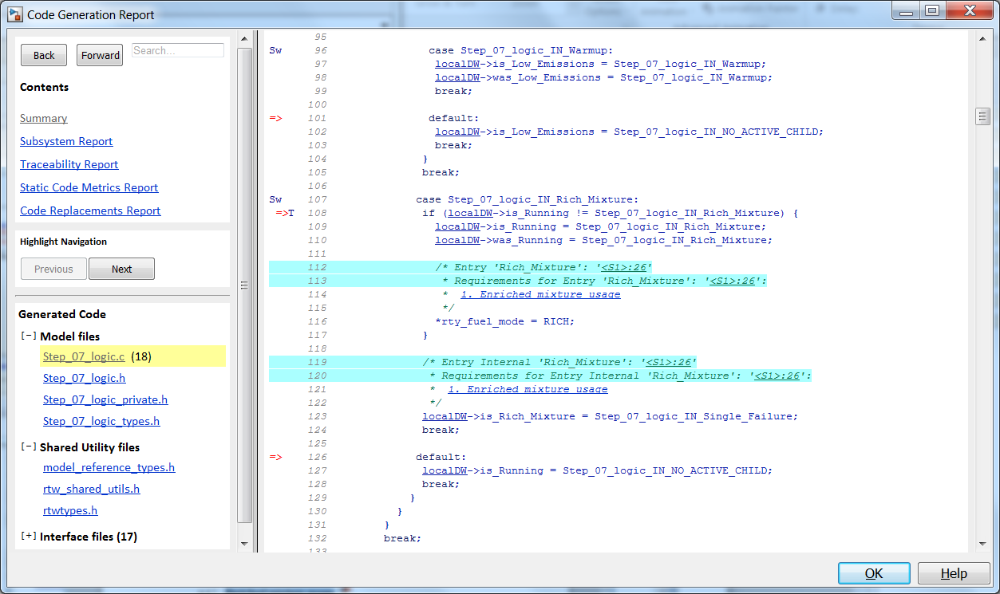 Code Generation Report
Back
Forward
Search...
Contents
Summary
Subsystem Report
Traceability Report
Static Code Metrics Report
Code Replacements Report
Highlight Navigation
Previous
Next
Generated Code
[-] Model files
Step_07_logic.c (18)
Step_07_logic.h
Step_07_logic_private.h
Step_07_logic_types.h
[-] Shared Utility files
model_reference_types.h
rtw_shared_utils.h
rtwtypes.h
[+] Interface files (17)
95
Sw 96 case Step_07_logic_IN_Warmup:
97 localDW->is_Low_Emissions = Step_07_logic_IN_Warmup;
98 localDW->was_Low_Emissions = Step_07_logic_IN_Warmup;
99 break;
100
=> 101 default:
102 localDW->is_Low_Emissions = Step_07_logic_IN_NO_ACTIVE_CHILD;
103 break;
104 }
105 break;
106
Sw 107 case Step_07_logic_IN_Rich_Mixture:
=>T 108 if (localDW->is_Running != Step_07_logic_IN_Rich_Mixture) {
109 localDW->is_Running = Step_07_logic_IN_Rich_Mixture;
110 localDW->was_Running = Step_07_logic_IN_Rich_Mixture;
111
112 /* Entry 'Rich_Mixture': '<S1>:26'
113 * Requirements for Entry 'Rich_Mixture': '<S1>:26':
114 * 1. Enriched mixture usage
115 */
116 *rty_fuel_mode = RICH;
117 }
118
119 /* Entry Internal 'Rich_Mixture': '<S1>:26'
120 * Requirements for Entry Internal 'Rich_Mixture': '<S1>:26':
121 * 1. Enriched mixture usage
122 */
123 localDW->is_Rich_Mixture = Step_07_logic_IN_Single_Failure;
124 break;
125
=> 126 default:
127 localDW->is_Running = Step_07_logic_IN_NO_ACTIVE_CHILD;
128 break;
129 }
130 }
131 }
132 break;
133
OK
Help